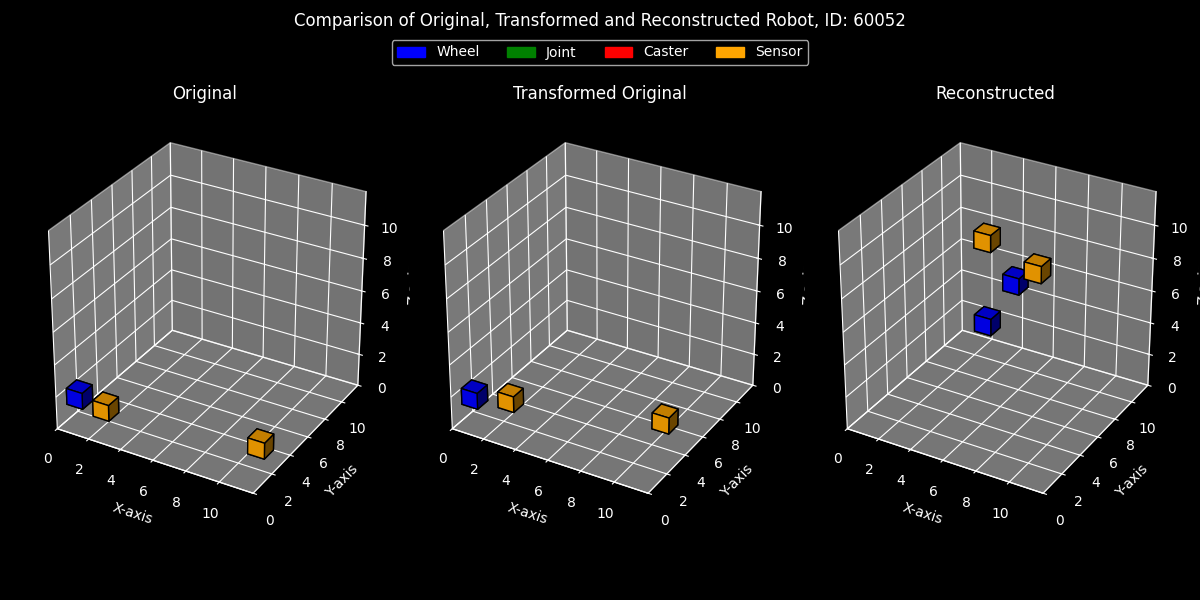 Comparison of Original, Transformed and Reconstructed Robot, ID: 60052
Wheel Joint Caster Sensor
Original Transformed Original Reconstructed
10 10 10
8 8 8
6 6 6
4 4 4
2 2 2
0 0 0
0 2 4 6 8 10 0 2 4 6 8 10 0 2 4 6 8 10
0 2 4 6 8 10 0 2 4 6 8 10 0 2 4 6 8 10
X-axis Y-axis X-axis Y-axis X-axis Y-axis